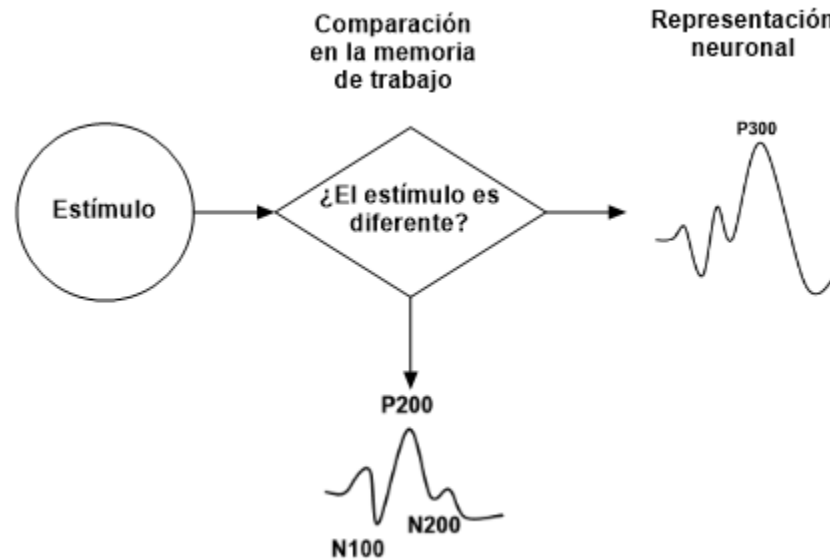 Comparación
en la memoria
de trabajo
Representación
neuronal
Estímulo
¿El estímulo es
diferente?
P300
P200
N100
N200